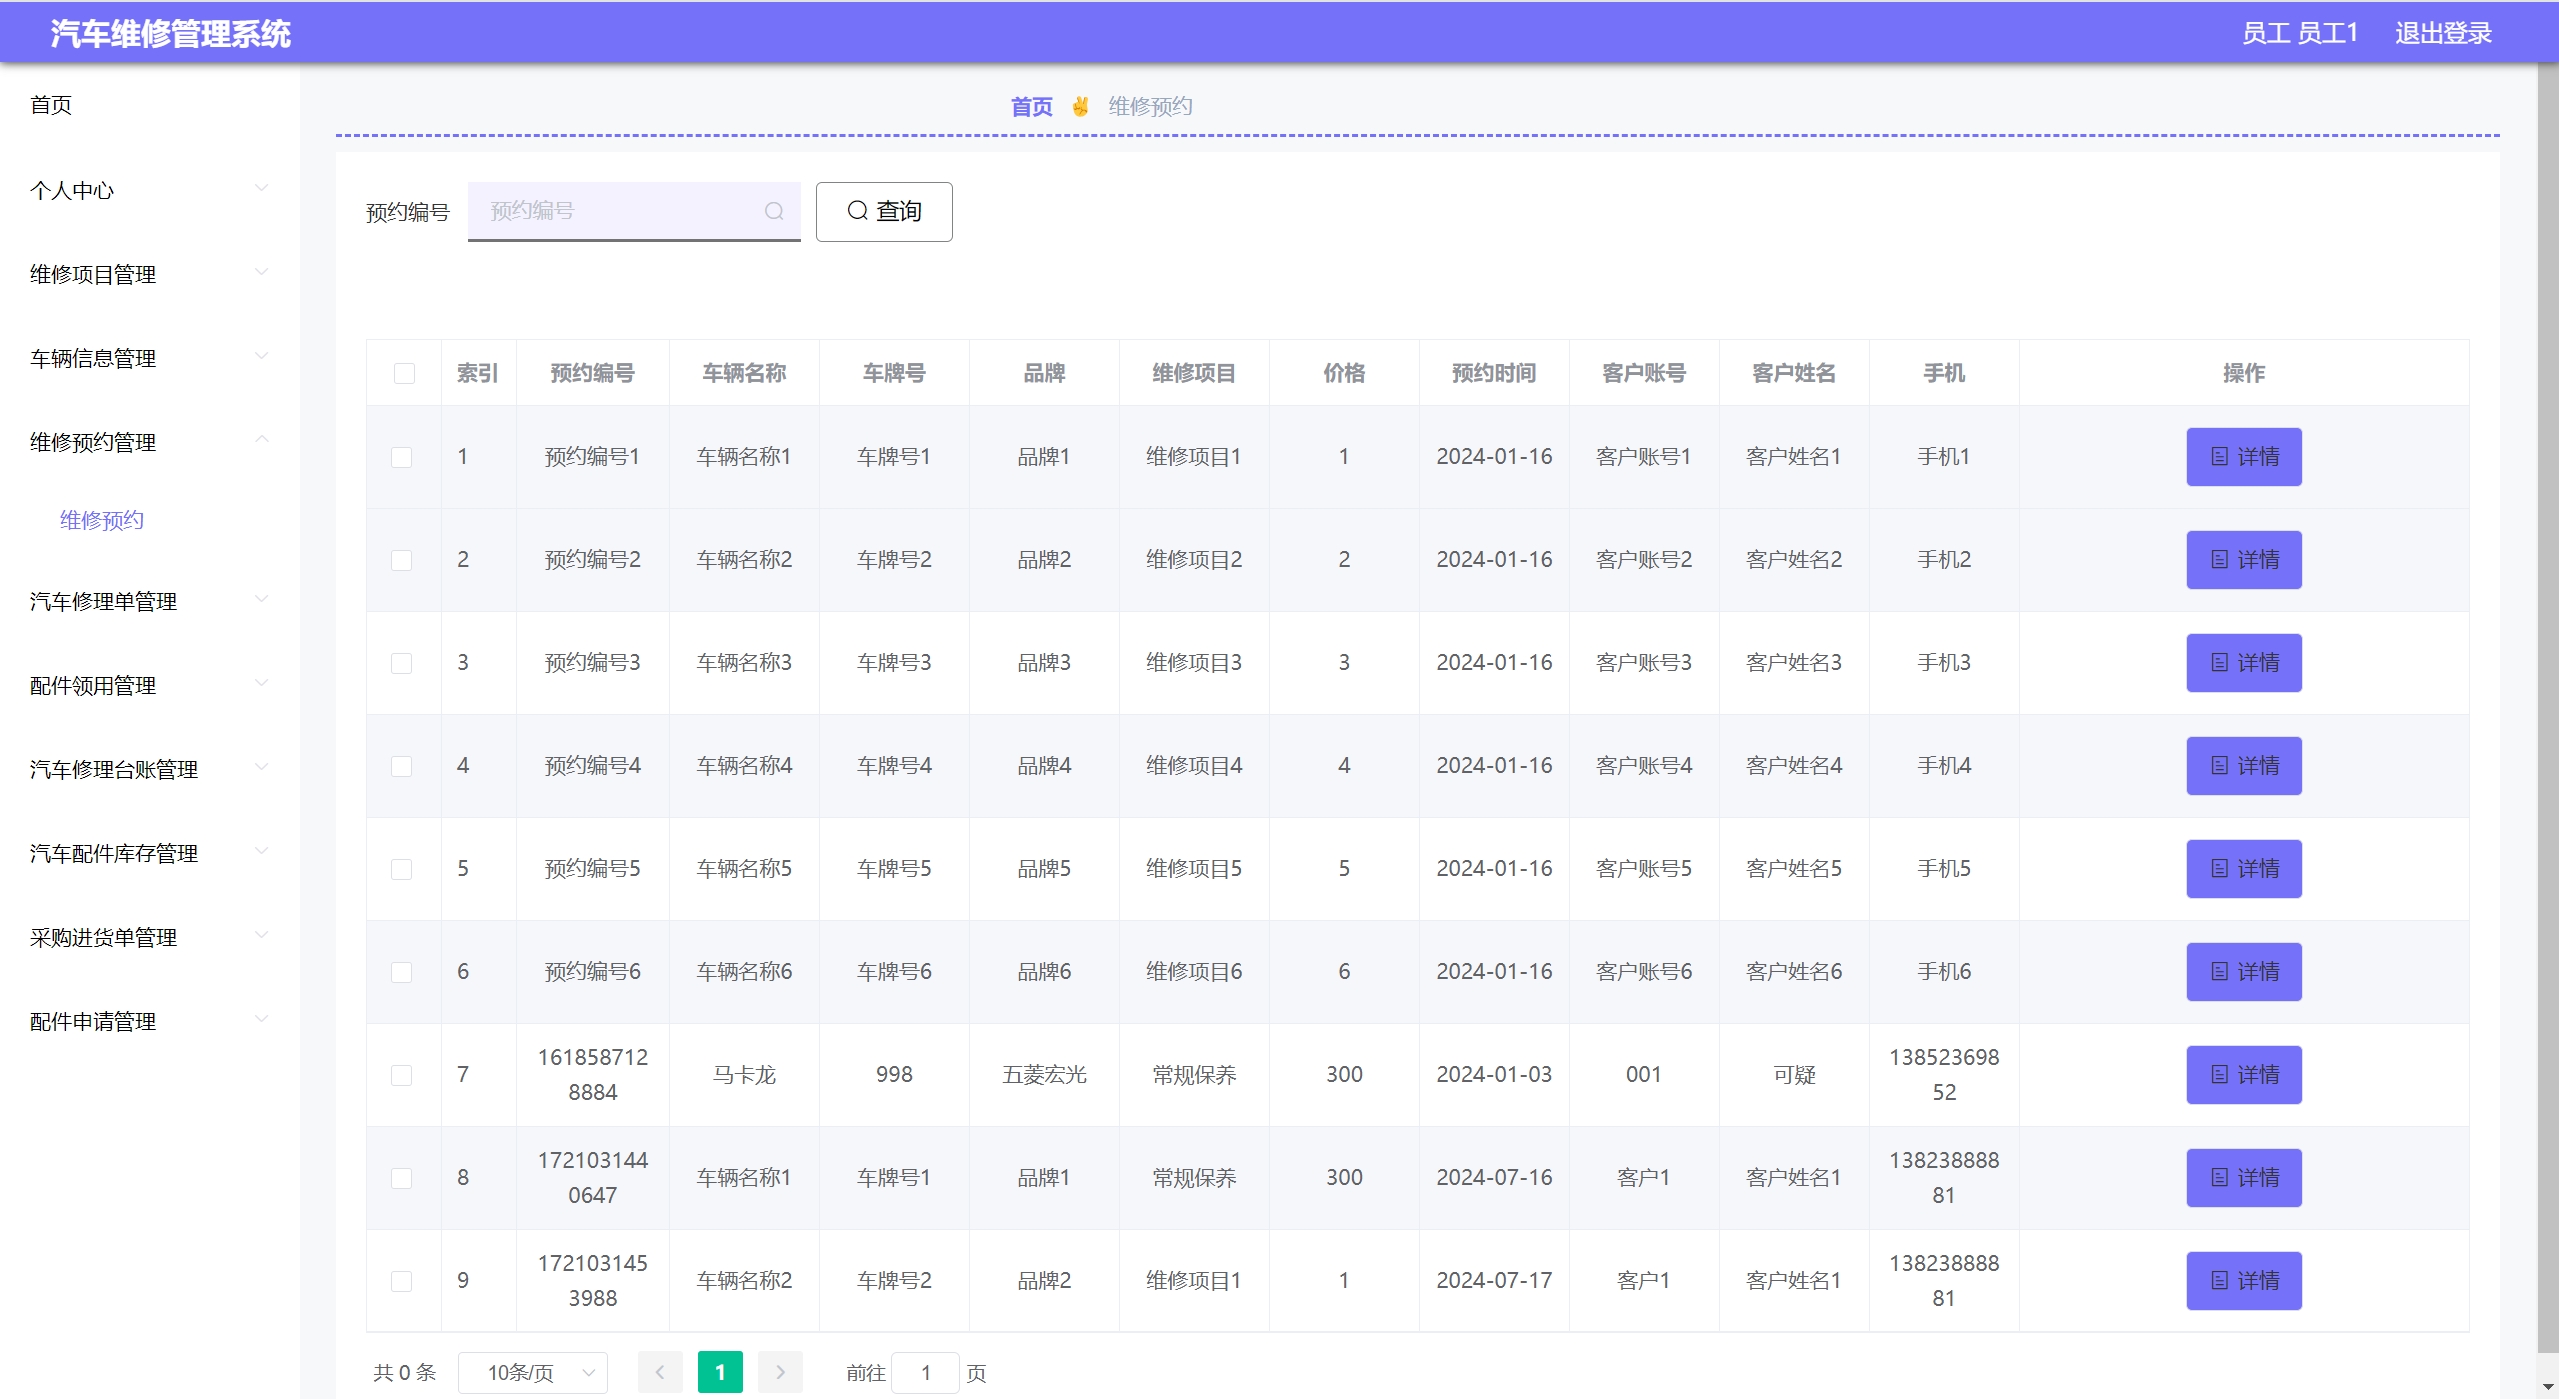 汽车维修管理系统
员工 员工1 退出登录
首页
个人中心
维修项目管理
车辆信息管理
维修预约管理
维修预约
汽车修理单管理
配件领用管理
汽车修理台账管理
汽车配件库存管理
采购进货单管理
配件申请管理
首页 ✌ 维修预约
预约编号 预约编号 查询
索引 预约编号 车辆名称 车牌号 品牌 维修项目 价格 预约时间 客户账号 客户姓名 手机 操作
1 预约编号1 车辆名称1 车牌号1 品牌1 维修项目1 1 2024-01-16 客户账号1 客户姓名1 手机1 详情
2 预约编号2 车辆名称2 车牌号2 品牌2 维修项目2 2 2024-01-16 客户账号2 客户姓名2 手机2 详情
3 预约编号3 车辆名称3 车牌号3 品牌3 维修项目3 3 2024-01-16 客户账号3 客户姓名3 手机3 详情
4 预约编号4 车辆名称4 车牌号4 品牌4 维修项目4 4 2024-01-16 客户账号4 客户姓名4 手机4 详情
5 预约编号5 车辆名称5 车牌号5 品牌5 维修项目5 5 2024-01-16 客户账号5 客户姓名5 手机5 详情
6 预约编号6 车辆名称6 车牌号6 品牌6 维修项目6 6 2024-01-16 客户账号6 客户姓名6 手机6 详情
7 161858712 8884 马卡龙 998 五菱宏光 常规保养 300 2024-01-03 001 可疑 138523698 52 详情
8 172103144 0647 车辆名称1 车牌号1 品牌1 常规保养 300 2024-07-16 客户1 客户姓名1 138238888 81 详情
9 172103145 3988 车辆名称2 车牌号2 品牌2 维修项目1 1 2024-07-17 客户1 客户姓名1 138238888 81 详情
共 0 条 10条/页 1 前往 1 页